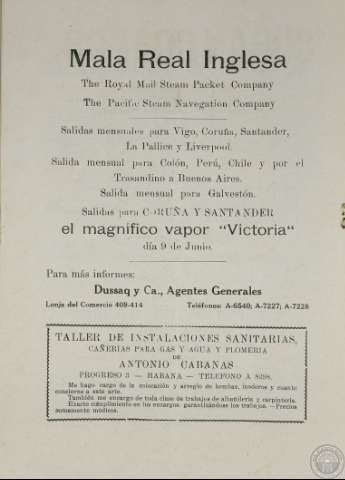 Mala Real Inglesa
The Royal Mail Steam Packet Company
The Pacific Steam Navegation Company
Salidas mensuales para Vigo, Coruña, Santander,
La Pallice y Liverpool.
Salida mensual para Colón, Perú, Chile y por el
Trasandino a Buenos Aires.
Salida mensual para Galvestón.
Salidas para CORUÑA Y SANTANDER
el magnífico vapor "Victoria"
día 9 de Junio.
Para más informes:
Dussaq y Ca., Agentes Generales
Lonja del Comercio 409-414 Teléfonos: A-6540; A-7227; A-7228
TALLER DE INSTALACIONES SANITARIAS,
CAÑERIAS PARA GAS Y AGUA Y PLOMERIA
DE
ANTONIO CABANAS
PROGRESO 3 — HABANA — TELEFONO A 8298.
Me hago cargo de la colocación y arreglo de bombas, inodoros y cuanto
concierne a este arte.
También me encargo de toda clase de trabajos de albañilería y carpintería.
Exacto cumplimiento en los encargos, garantizándose los trabajos.—Precios
sumamente módicos.